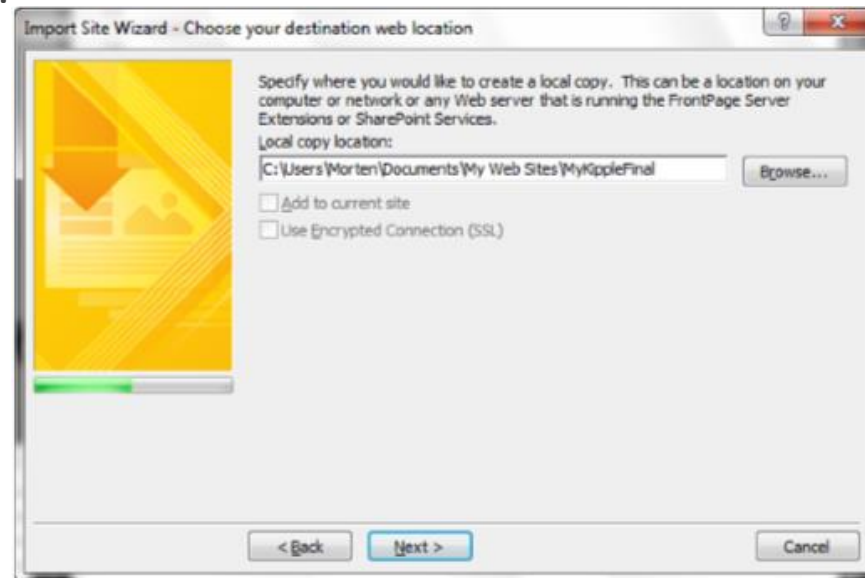 Import Site Wizard - Choose your destination web location
Specify where you would like to create a local copy. This can be a location on your
computer or network or any Web server that is running the FrontPage Server
Extensions or SharePoint Services.
Local copy location:
C:\Users\Morten\Documents\My Web Sites\MyKippleFinal
Browse...
Add to current site
Use Encrypted Connection (SSL)
< Back
Next >
Cancel